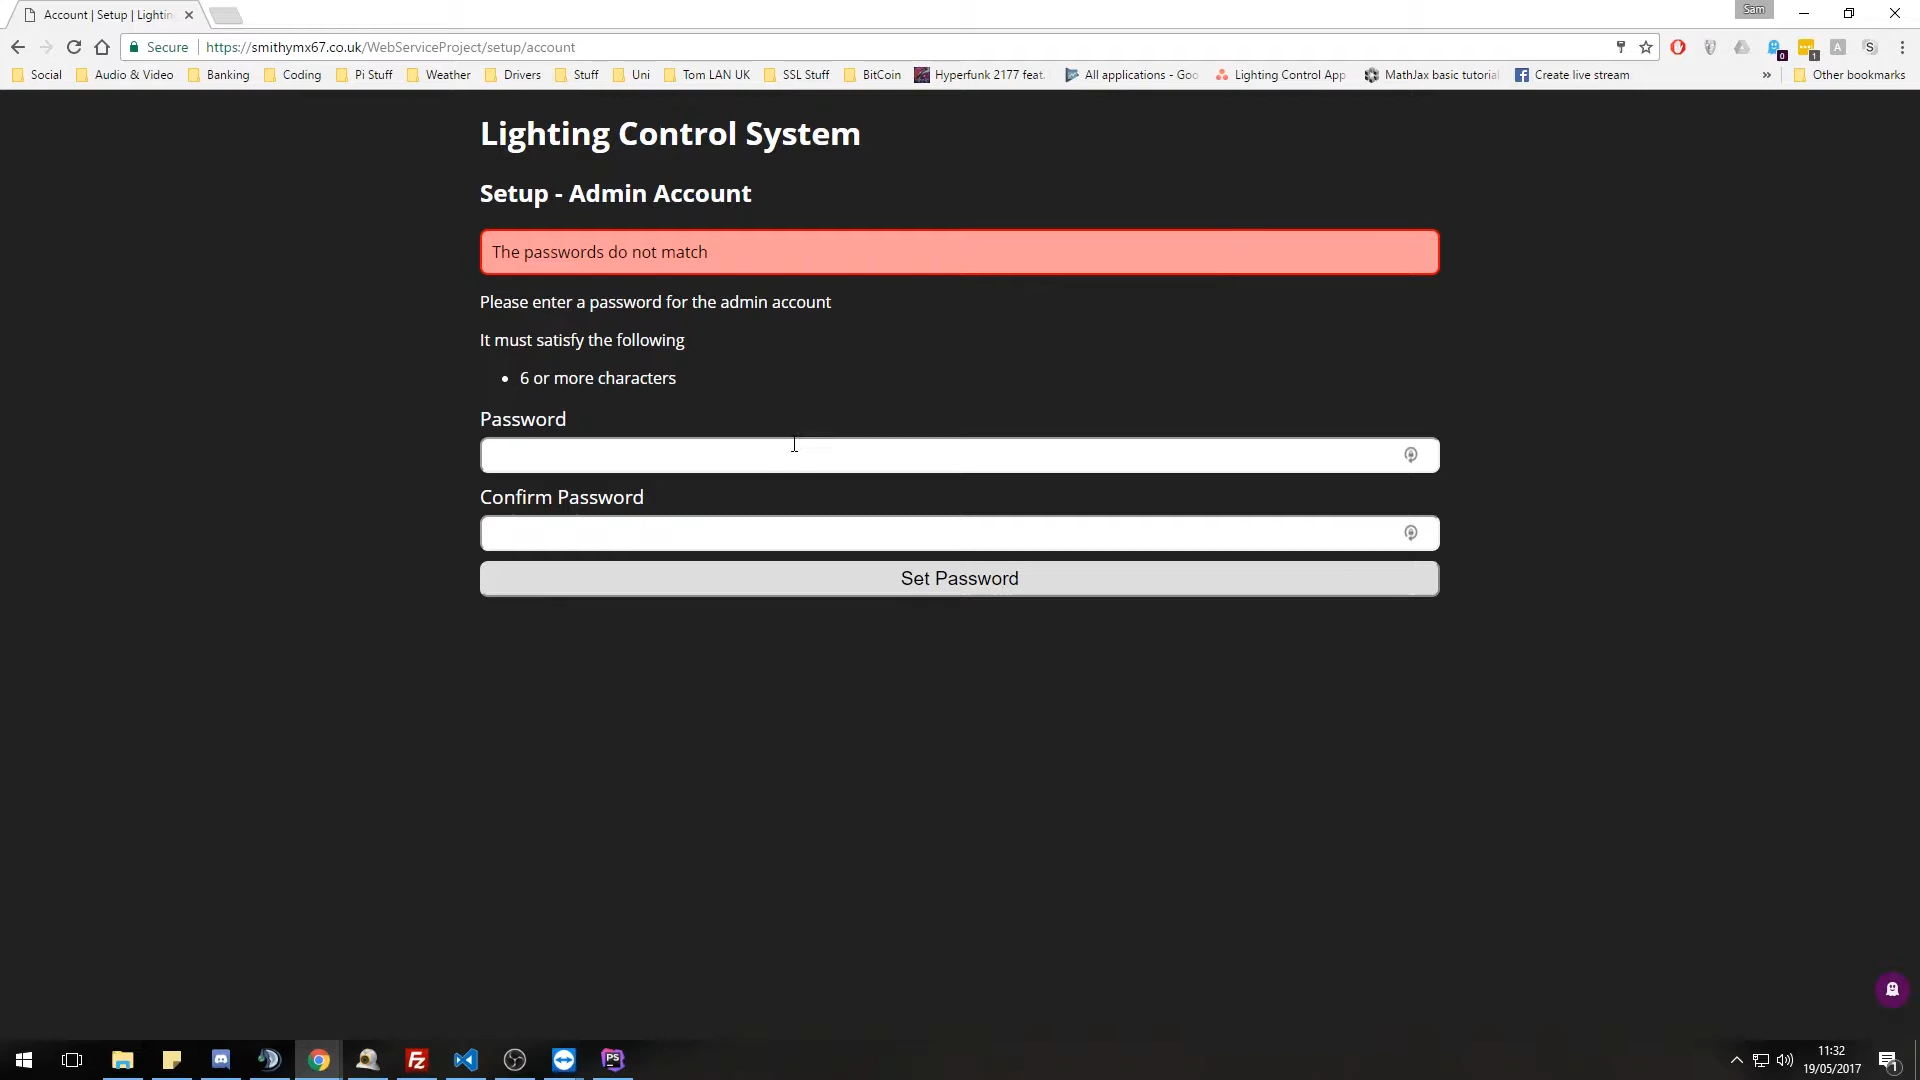 Account | Setup | Lightin
Sam
Secure
https://smithymx67.co.uk/WebServiceProject/setup/account
Social
Audio & Video
Banking
Coding
Pi Stuff
Weather
Drivers
Stuff
Uni
Tom LAN UK
SSL Stuff
BitCoin
Hyperfunk 2177 feat.
All applications - Goo
Lighting Control App
MathJax basic tutorial
Create live stream
»
Other bookmarks
Lighting Control System
Setup - Admin Account
The passwords do not match
Please enter a password for the admin account
It must satisfy the following
• 6 or more characters
Password
Confirm Password
Set Password
11:32
19/05/2017